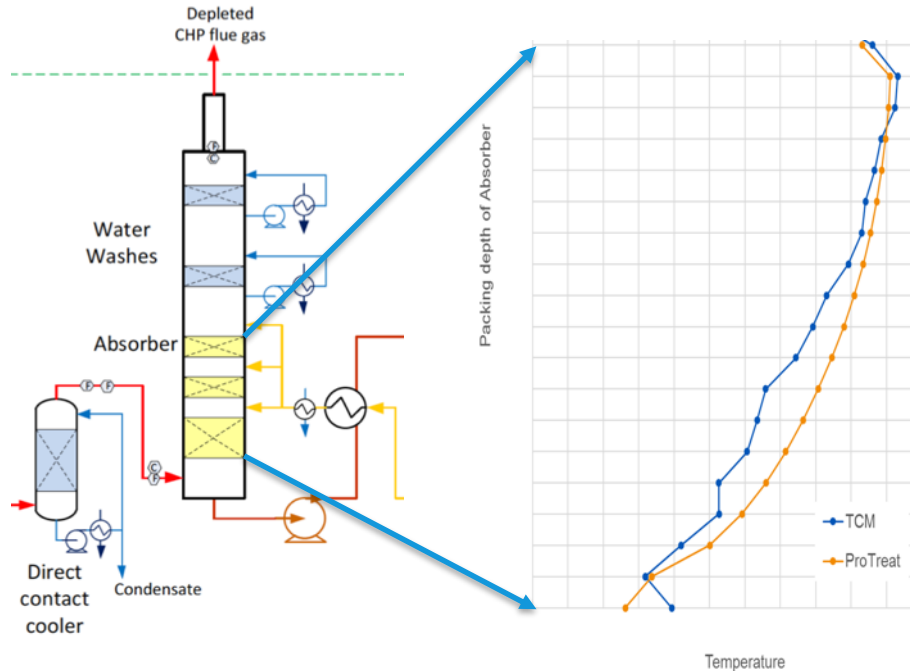 Depleted
CHP flue gas
F
C
Water
Washes
Absorber
F
F
C
F
Direct
contact
cooler
Condensate
Packing depth of Absorber
TCM
ProTreat
Temperature